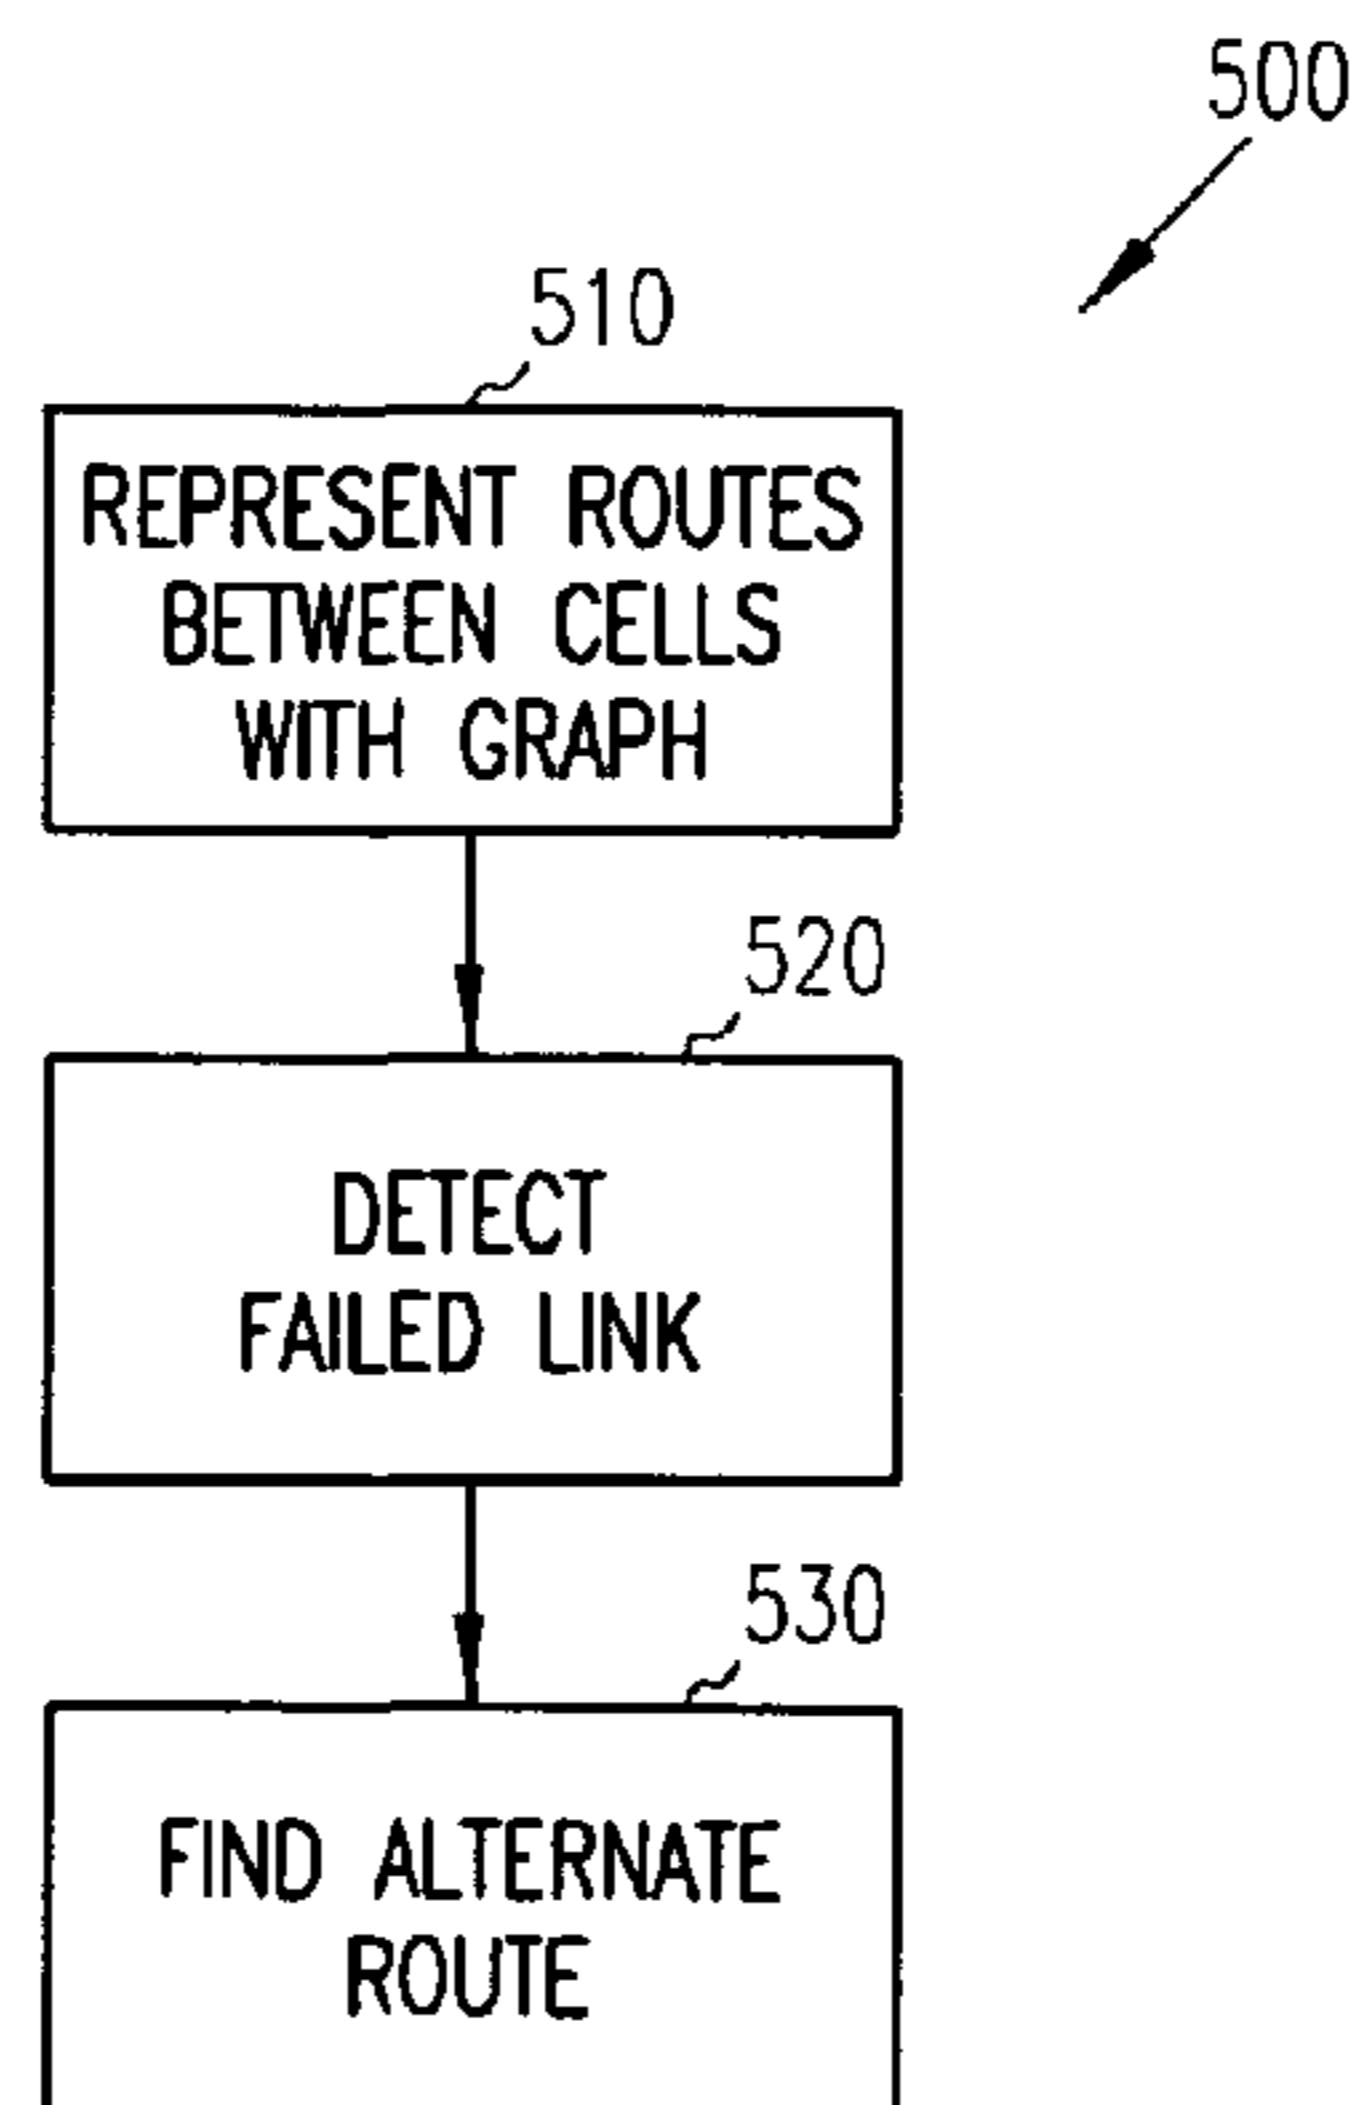 500
510
REPRESENT ROUTES
BETWEEN CELLS
WITH GRAPH
520
DETECT
FAILED LINK
530
FIND ALTERNATE
ROUTE